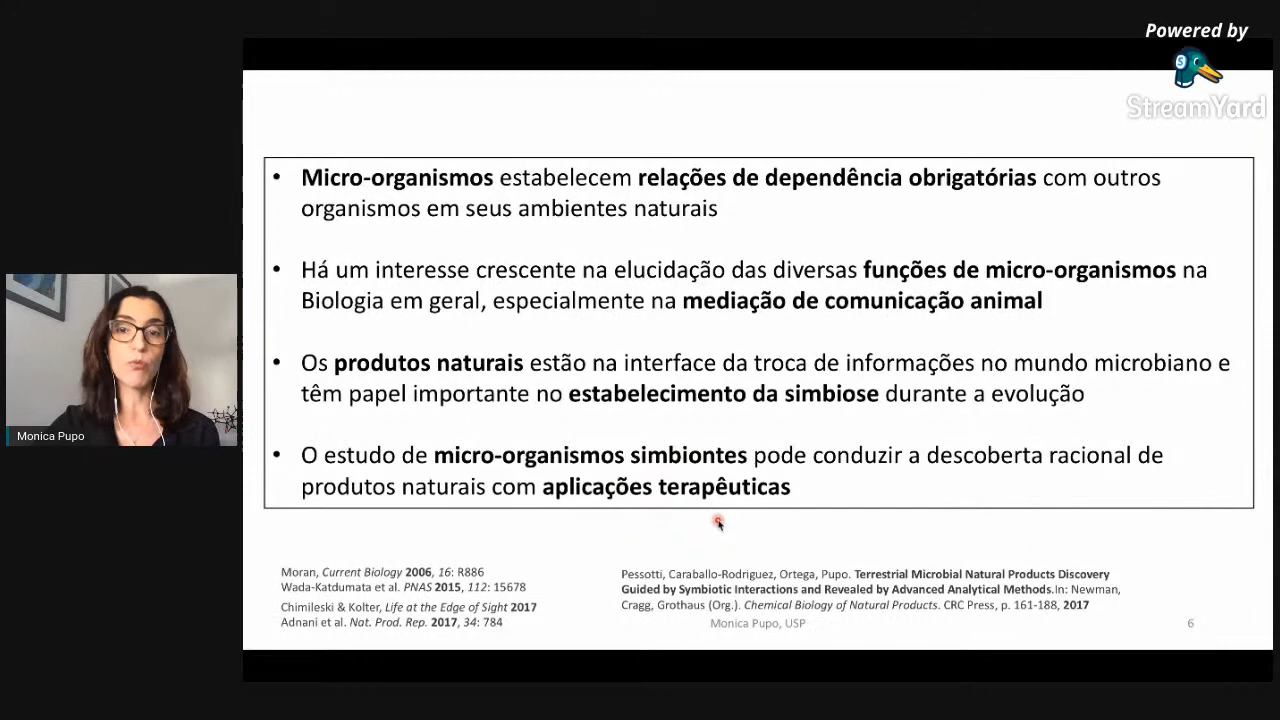 Powered by
StreamYard
• Micro-organismos estabelecem relações de dependência obrigatórias com outros
organismos em seus ambientes naturais
• Há um interesse crescente na elucidação das diversas funções de micro-organismos na
Biologia em geral, especialmente na mediação de comunicação animal
• Os produtos naturais estão na interface da troca de informações no mundo microbiano e
têm papel importante no estabelecimento da simbiose durante a evolução
• O estudo de micro-organismos simbiontes pode conduzir a descoberta racional de
produtos naturais com aplicações terapêuticas
Monica Pupo
Moran, Current Biology 2006, 16: R886
Wada-Katdumata et al. PNAS 2015, 112: 15678
Chimileski & Kolter, Life at the Edge of Sight 2017
Adnani et al. Nat. Prod. Rep. 2017, 34: 784
Pessotti, Caraballo-Rodriguez, Ortega, Pupo. Terrestrial Microbial Natural Products Discovery
Guided by Symbiotic Interactions and Revealed by Advanced Analytical Methods.In: Newman,
Cragg, Grothaus (Org.). Chemical Biology of Natural Products. CRC Press, p. 161-188, 2017
Monica Pupo, USP
6